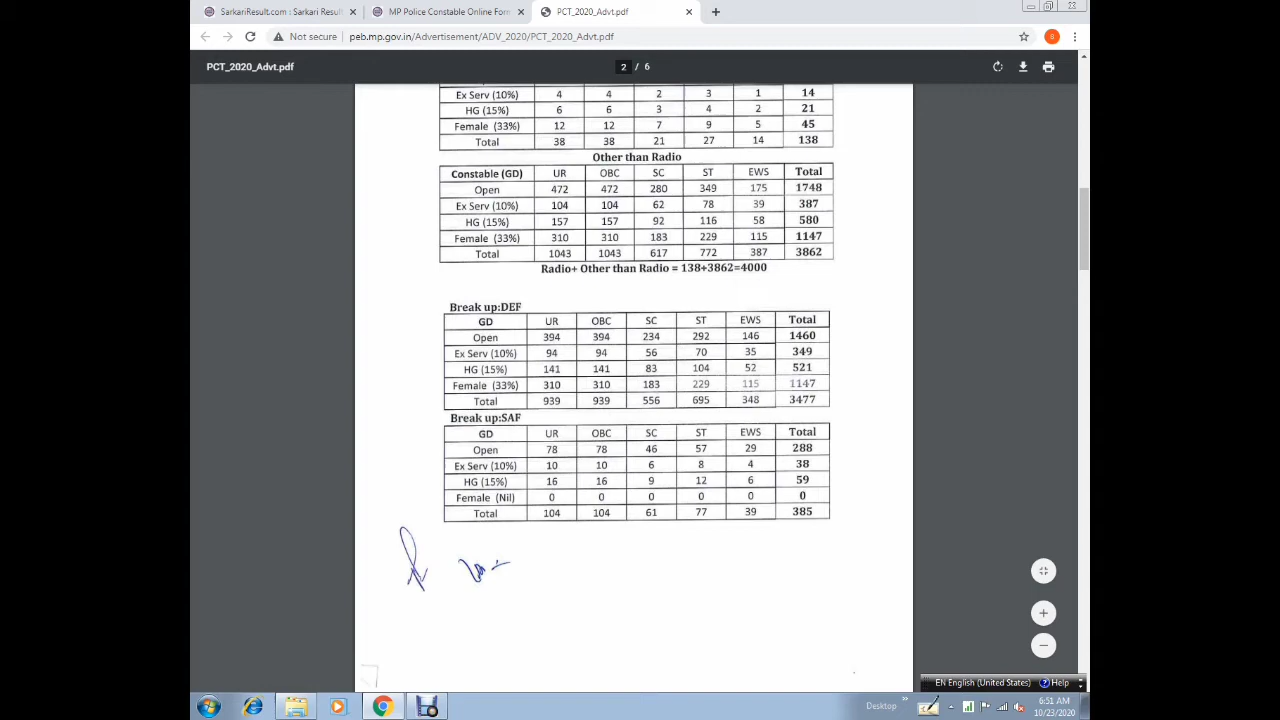 SarkariResult.com : Sarkari Result
MP Police Constable Online Form
PCT_2020_Advt.pdf
Not secure peb.mp.gov.in/Advertisement/ADV_2020/PCT_2020_Advt.pdf
8
PCT_2020_Advt.pdf 2 / 6
Ex Serv (10%) 4 4 2 3 1 14
HG (15%) 6 6 3 4 2 21
Female (33%) 12 12 7 9 5 45
Total 38 38 21 27 14 138
Other than Radio
Constable (GD) UR OBC SC ST EWS Total
Open 472 472 280 349 175 1748
Ex Serv (10%) 104 104 62 78 39 387
HG (15%) 157 157 92 116 58 580
Female (33%) 310 310 183 229 115 1147
Total 1043 1043 617 772 387 3862
Radio+ Other than Radio = 138+3862=4000
Break up:DEF
GD UR OBC SC ST EWS Total
Open 394 394 234 292 146 1460
Ex Serv (10%) 94 94 56 70 35 349
HG (15%) 141 141 83 104 52 521
Female (33%) 310 310 183 229 115 1147
Total 939 939 556 695 348 3477
Break up:SAF
GD UR OBC SC ST EWS Total
Open 78 78 46 57 29 288
Ex Serv (10%) 10 10 6 8 4 38
HG (15%) 16 16 9 12 6 59
Female (Nil) 0 0 0 0 0 0
Total 104 104 61 77 39 385
EN English (United States) Help
Desktop
6:51 AM
10/23/2020